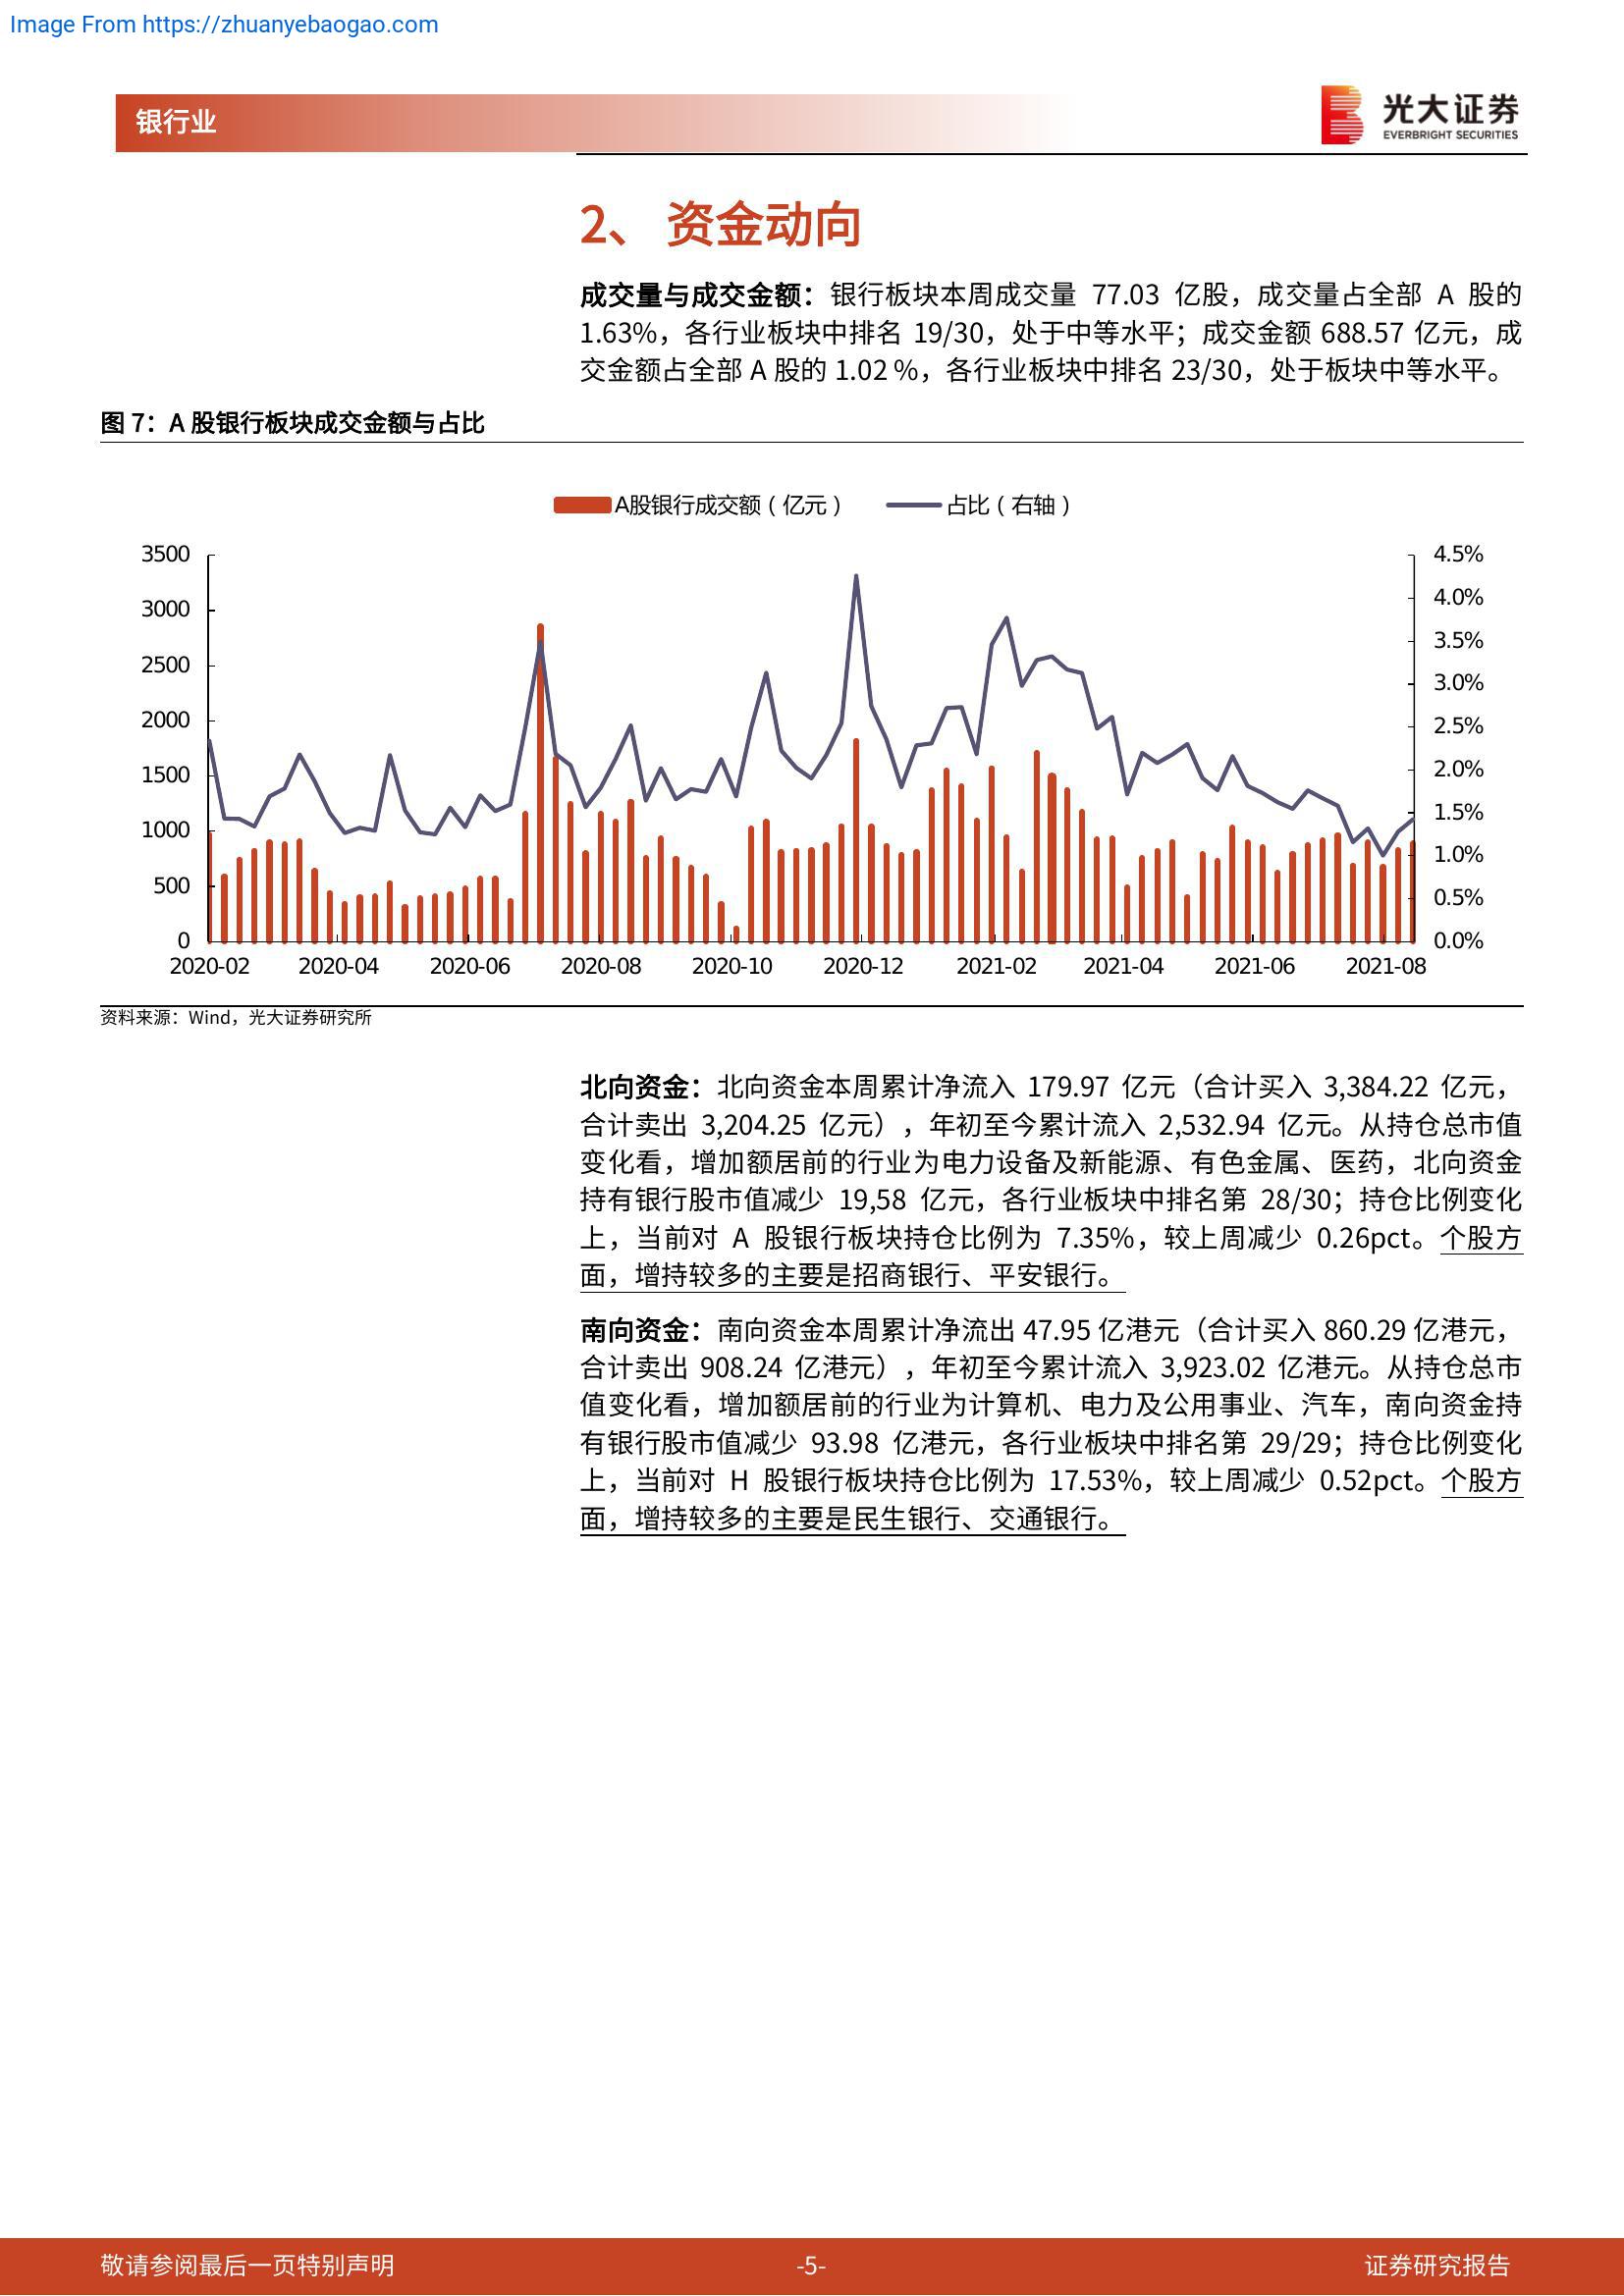 Image From https://zhuanyebaogao.com
银行业
光大证券
EVERBRIGHT SECURITIES
2、 资金动向
成交量与成交金额：银行板块本周成交量 77.03 亿股，成交量占全部 A 股的
1.63%，各行业板块中排名 19/30，处于中等水平；成交金额 688.57 亿元，成
交金额占全部 A 股的 1.02 %，各行业板块中排名 23/30，处于板块中等水平。
图 7：A 股银行板块成交金额与占比
A股银行成交额（亿元） 占比（右轴）
3500 4.5%
3000 4.0%
2500 3.5%
2000 3.0%
1500 2.5%
1000 2.0%
500 1.5%
0 1.0%
0.5%
0.0%
2020-02 2020-04 2020-06 2020-08 2020-10 2020-12 2021-02 2021-04 2021-06 2021-08
资料来源：Wind，光大证券研究所
北向资金：北向资金本周累计净流入 179.97 亿元（合计买入 3,384.22 亿元，
合计卖出 3,204.25 亿元），年初至今累计流入 2,532.94 亿元。从持仓总市值
变化看，增加额居前的行业为电力设备及新能源、有色金属、医药，北向资金
持有银行股市值减少 19,58 亿元，各行业板块中排名第 28/30；持仓比例变化
上，当前对 A 股银行板块持仓比例为 7.35%，较上周减少 0.26pct。个股方
面，增持较多的主要是招商银行、平安银行。
南向资金：南向资金本周累计净流出 47.95 亿港元（合计买入 860.29 亿港元，
合计卖出 908.24 亿港元），年初至今累计流入 3,923.02 亿港元。从持仓总市
值变化看，增加额居前的行业为计算机、电力及公用事业、汽车，南向资金持
有银行股市值减少 93.98 亿港元，各行业板块中排名第 29/29；持仓比例变化
上，当前对 H 股银行板块持仓比例为 17.53%，较上周减少 0.52pct。个股方
面，增持较多的主要是民生银行、交通银行。
敬请参阅最后一页特别声明 -5- 证券研究报告